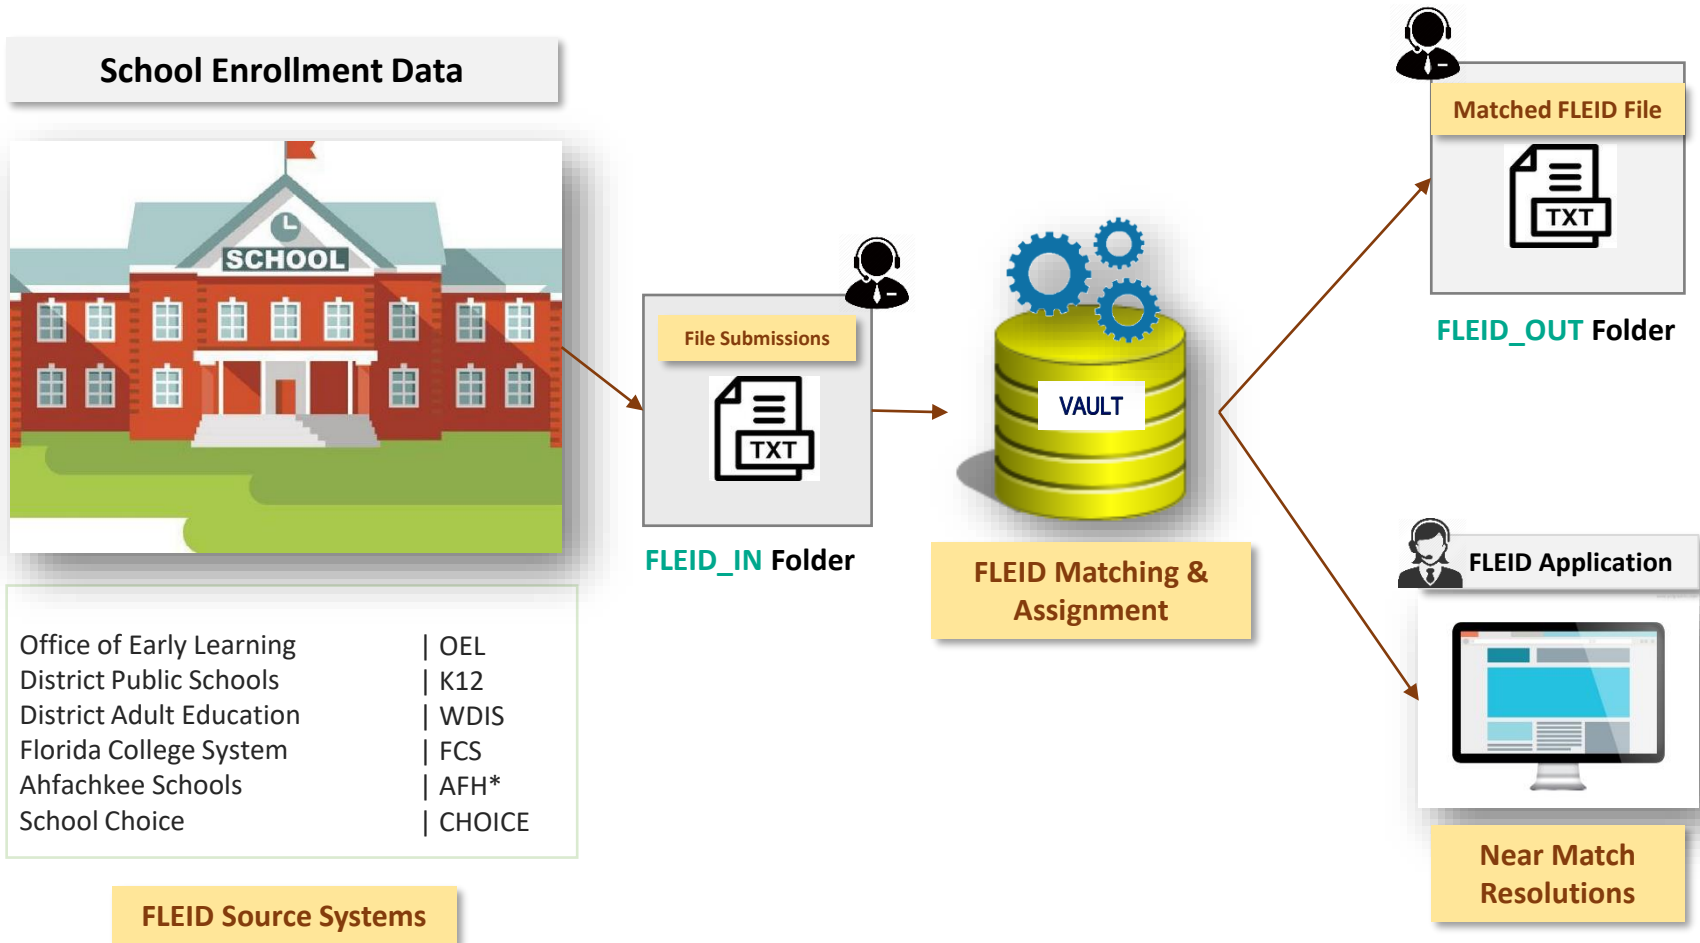 School Enrollment Data
SCHOOL
Office of Early Learning | OEL
District Public Schools | K12
District Adult Education | WDIS
Florida College System | FCS
Ahfachkee Schools | AFH*
School Choice | CHOICE
FLEID Source Systems
File Submissions
TXT
FLEID_IN Folder
VAULT
FLEID Matching &
Assignment
Matched FLEID File
TXT
FLEID_OUT Folder
FLEID Application
Near Match
Resolutions